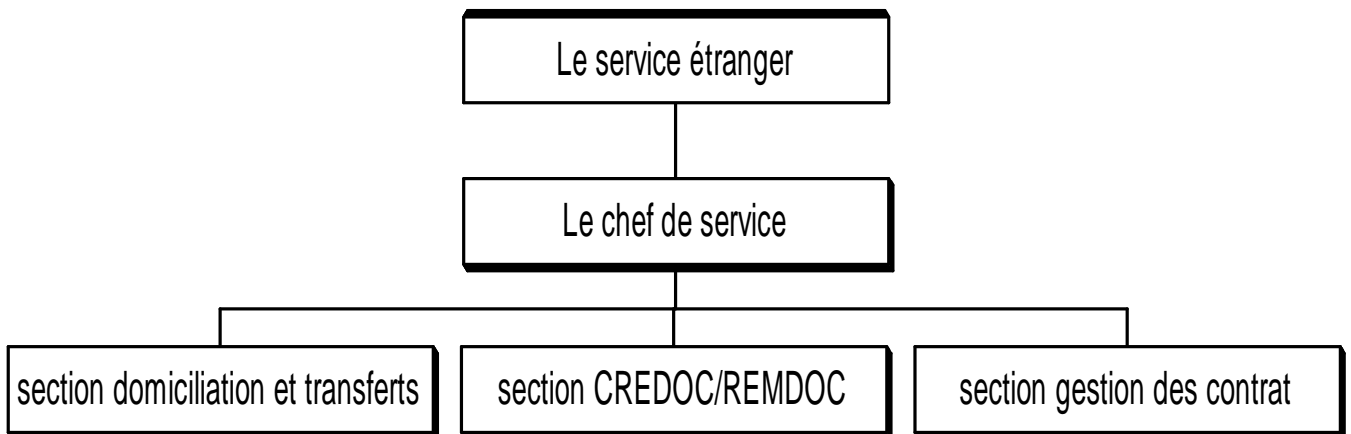 Le service étranger
Le chef de service
section domiciliation et transferts
section CREDOC/REMDOC
section gestion des contrat